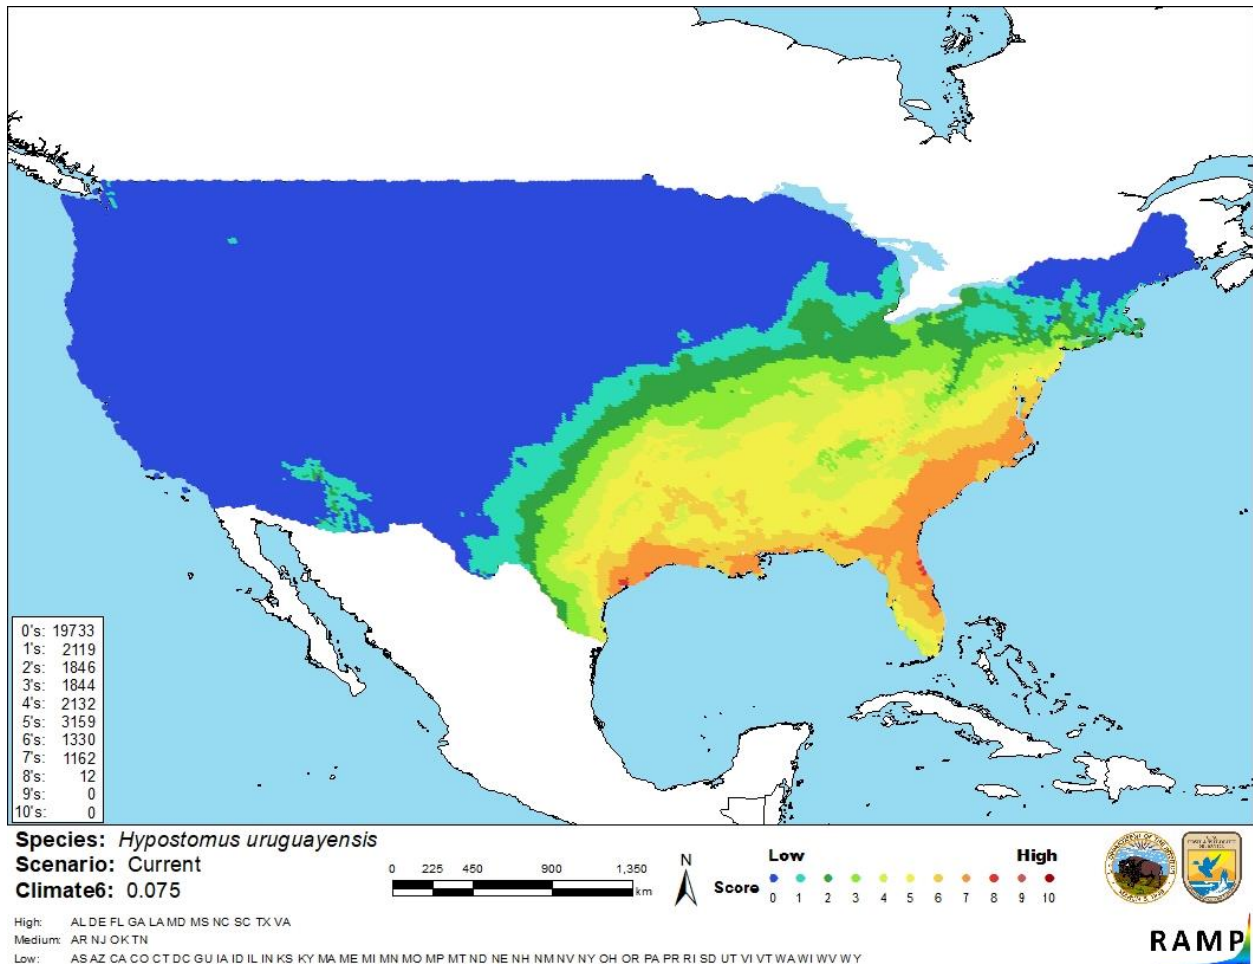 0's: 19733
1's: 2119
2's: 1846
3's: 1844
4's: 2132
5's: 3159
6's: 1330
7's: 1162
8's: 12
9's: 0
10's: 0
Species: Hypostomus uruguayensis
Scenario: Current
Climate6: 0.075
0 225 450 900 1,350
km
N
Low High
Score 0 1 2 3 4 5 6 7 8 9 10
High: AL DE FL GA LA MD MS NC SC TX VA
Medium: AR NJ OK TN
Low: AS AZ CA CO CT DC GU IA ID IL IN KS KY MA ME MI MN MO MP MT ND NE NH NM NV NY OH OR PA PR RI SD UT VI VT WA WI WV WY
RAMP